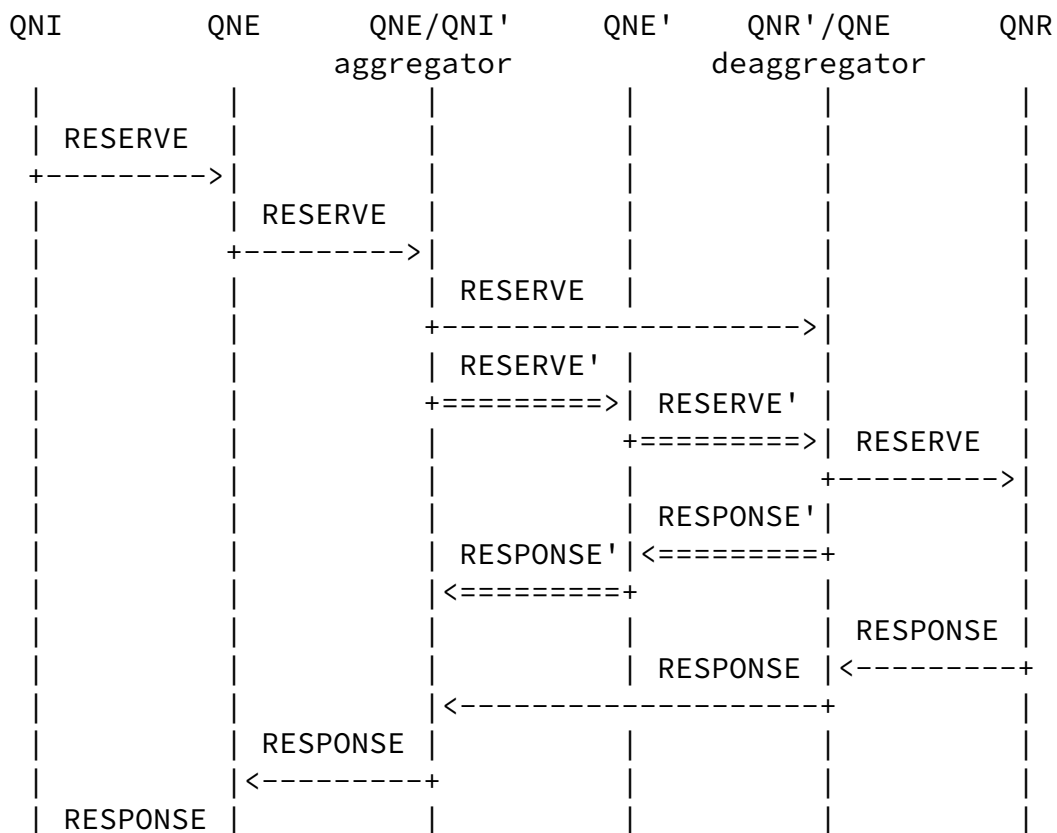 QNI QNE QNE/QNI' QNE' QNR'/QNE QNR
aggregator deaggregator
RESERVE
RESERVE
RESERVE
RESERVE'
RESERVE'
RESERVE
RESPONSE'
RESPONSE'
RESPONSE
RESPONSE
RESPONSE
RESPONSE